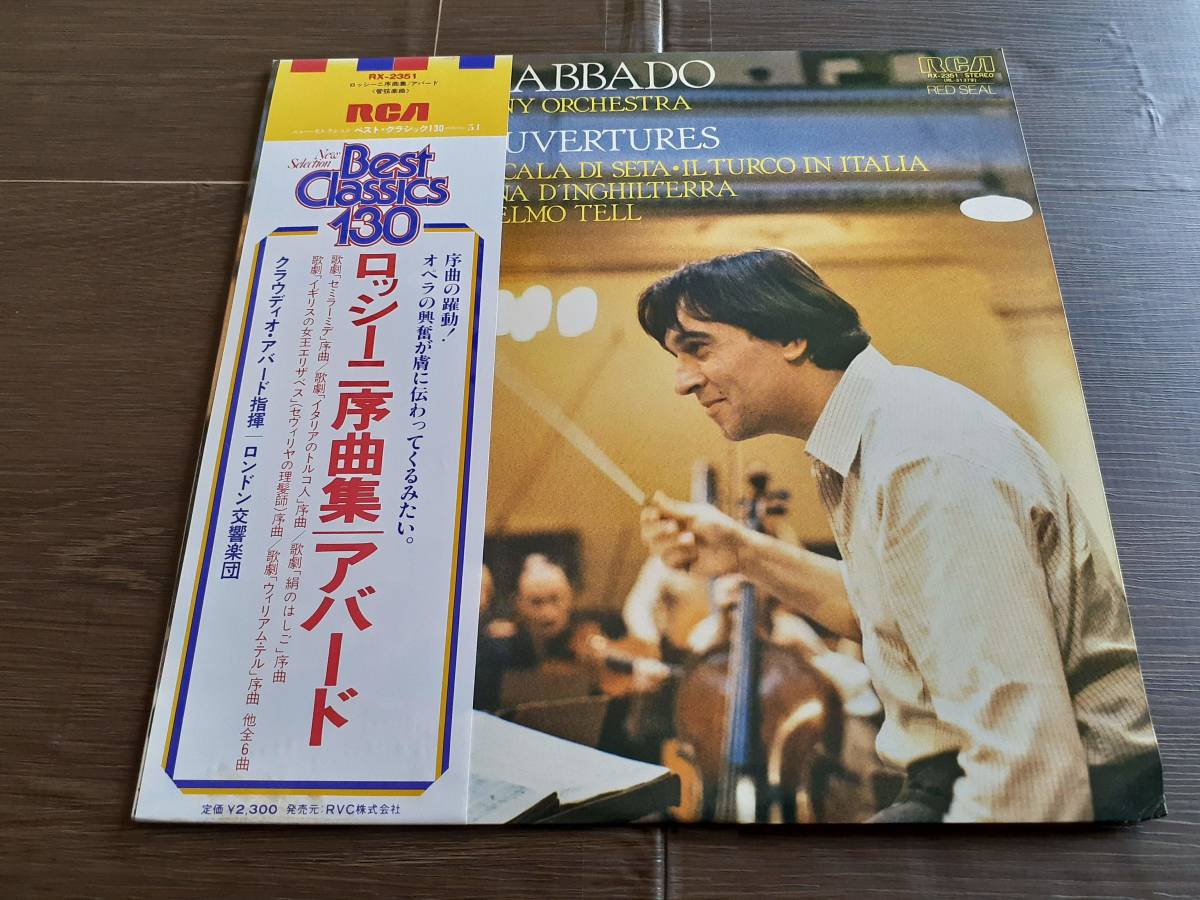 RX-2351
ロッシーニ序曲集/アバード
〈管弦楽曲〉
RCA
ベスト・クラシック130
51
New Selection
Best
Classics
130
序曲の躍動!
オペラの興奮が膚に伝わってくるみたい。
ロッシーニ序曲集|アバード
歌劇「セミラーミデ」序曲/歌劇「イタリアのトルコ人」序曲/歌劇「絹のはしご」序曲
歌劇「イギリスの女王エリザベス」(セヴィリヤの理髪師)序曲/歌劇「ウィリアム・テル」序曲 他全6曲
クラウディオ・アバード指揮|ロンドン交響楽団
定価¥2,300 発売元:RVC株式会社
ABBADO
NY ORCHESTRA
UVERTURES
CALA DI SETA•IL TURCO IN ITALIA
NA D'INGHILTERRA
ELMO TELL
RCA
RX-2351 STEREO
(RL-31379)
RED SEAL